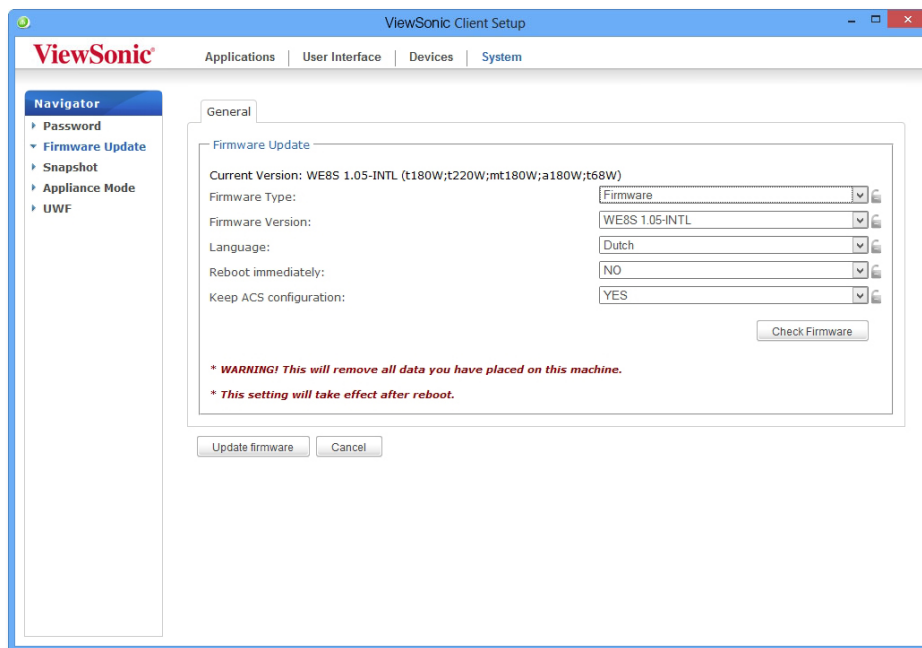 ViewSonic Client Setup
ViewSonic®
Applications | User Interface | Devices | System
Navigator
Password
Firmware Update
Snapshot
Appliance Mode
UWF
General
Firmware Update
Current Version: WE8S 1.05-INTL (t180W;t220W;mt180W;a180W;t68W)
Firmware Type: Firmware
Firmware Version: WE8S 1.05-INTL
Language: Dutch
Reboot immediately: NO
Keep ACS configuration: YES
Check Firmware
* WARNING! This will remove all data you have placed on this machine.
* This setting will take effect after reboot.
Update firmware Cancel